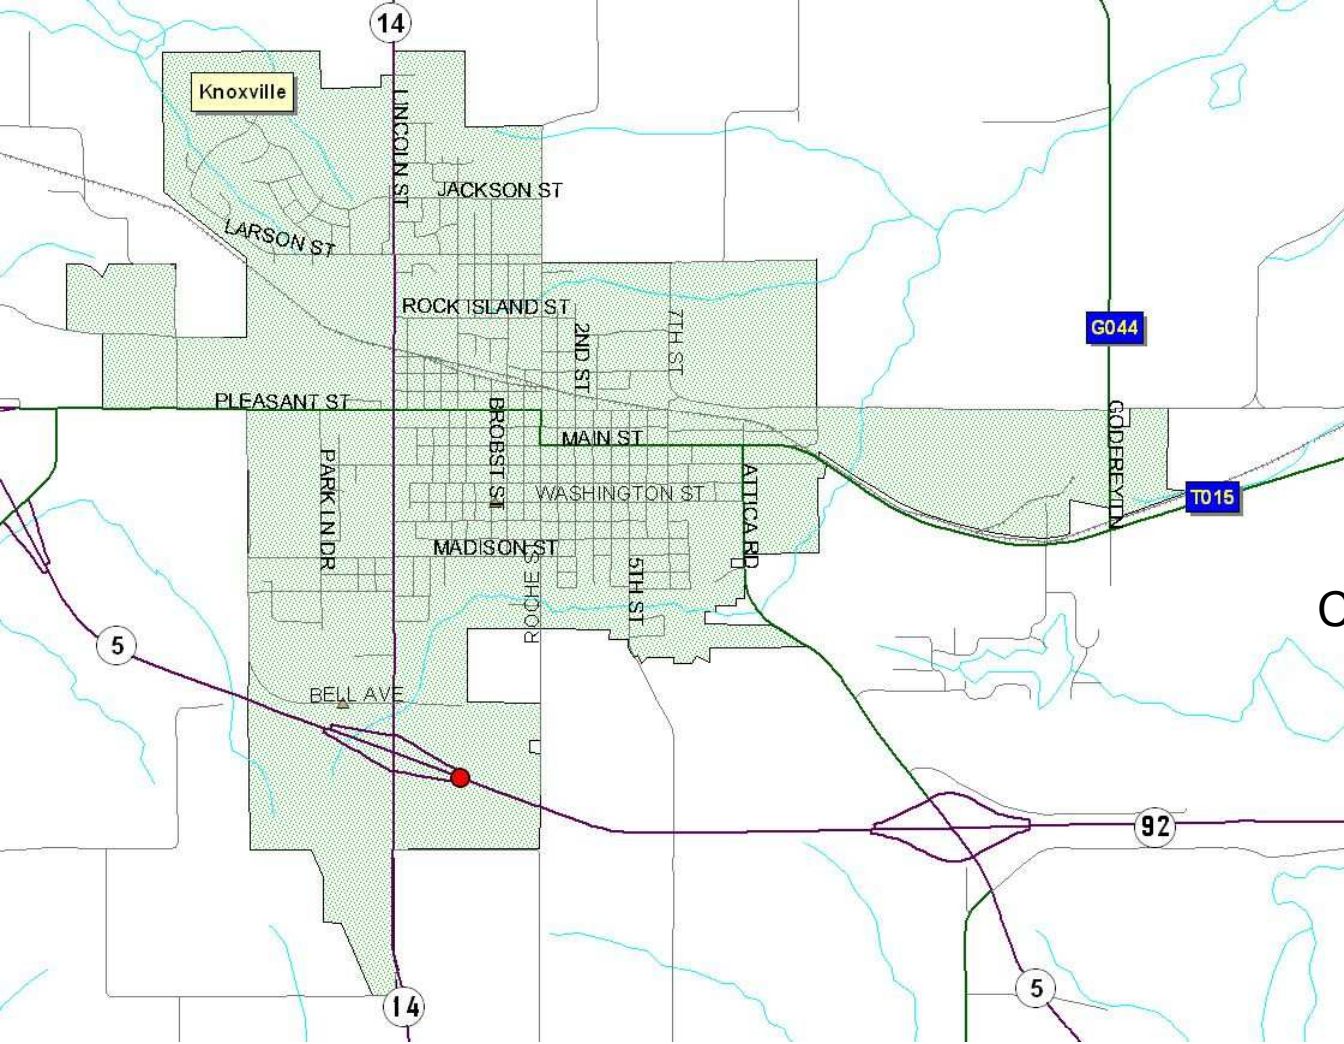 14
Knoxville
LINCOLN ST
JACKSON ST
LARSON ST
ROCK ISLAND ST
2ND ST
7TH ST
G044
PLEASANT ST
BROBST ST
MAIN ST
GODFREY LN
PARK LN DR
ATTICA RD
WASHINGTON ST
T015
MADISON ST
ROCHE S
5TH ST
5
BELL AVE
92
5
14